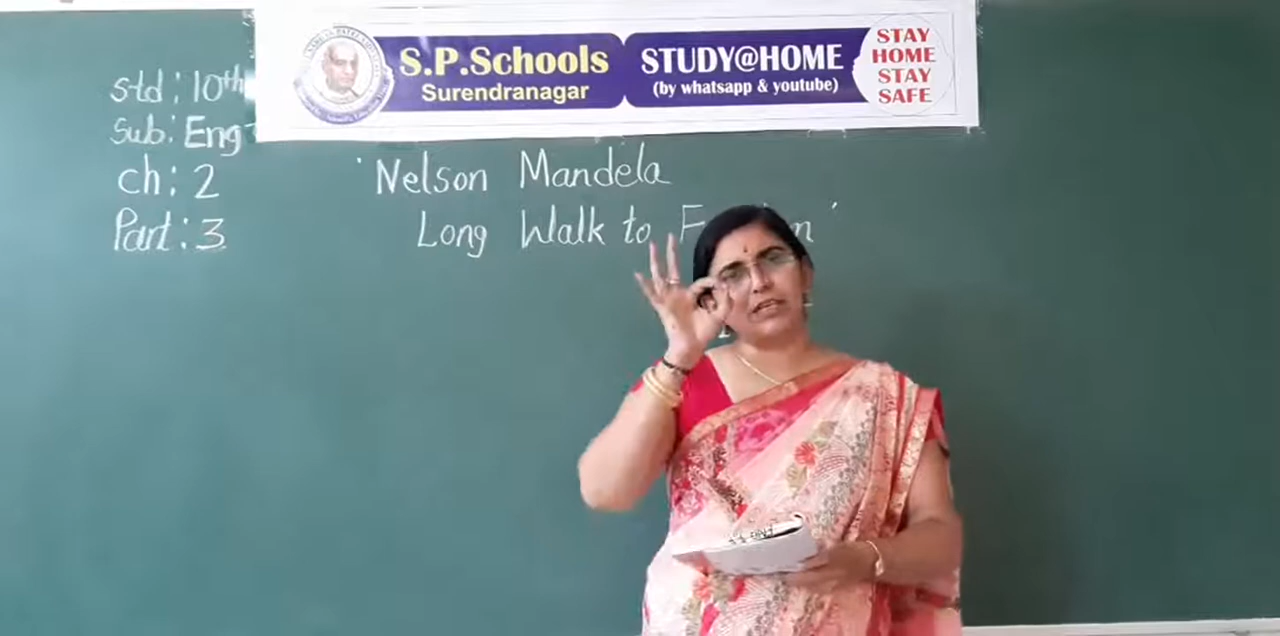 S.P.Schools
Surendranagar
STUDY@HOME
(by whatsapp & youtube)
STAY
HOME
STAY
SAFE
std: 10th
Sub: Eng
ch: 2
Part: 3
'Nelson Mandela
Long Walk to